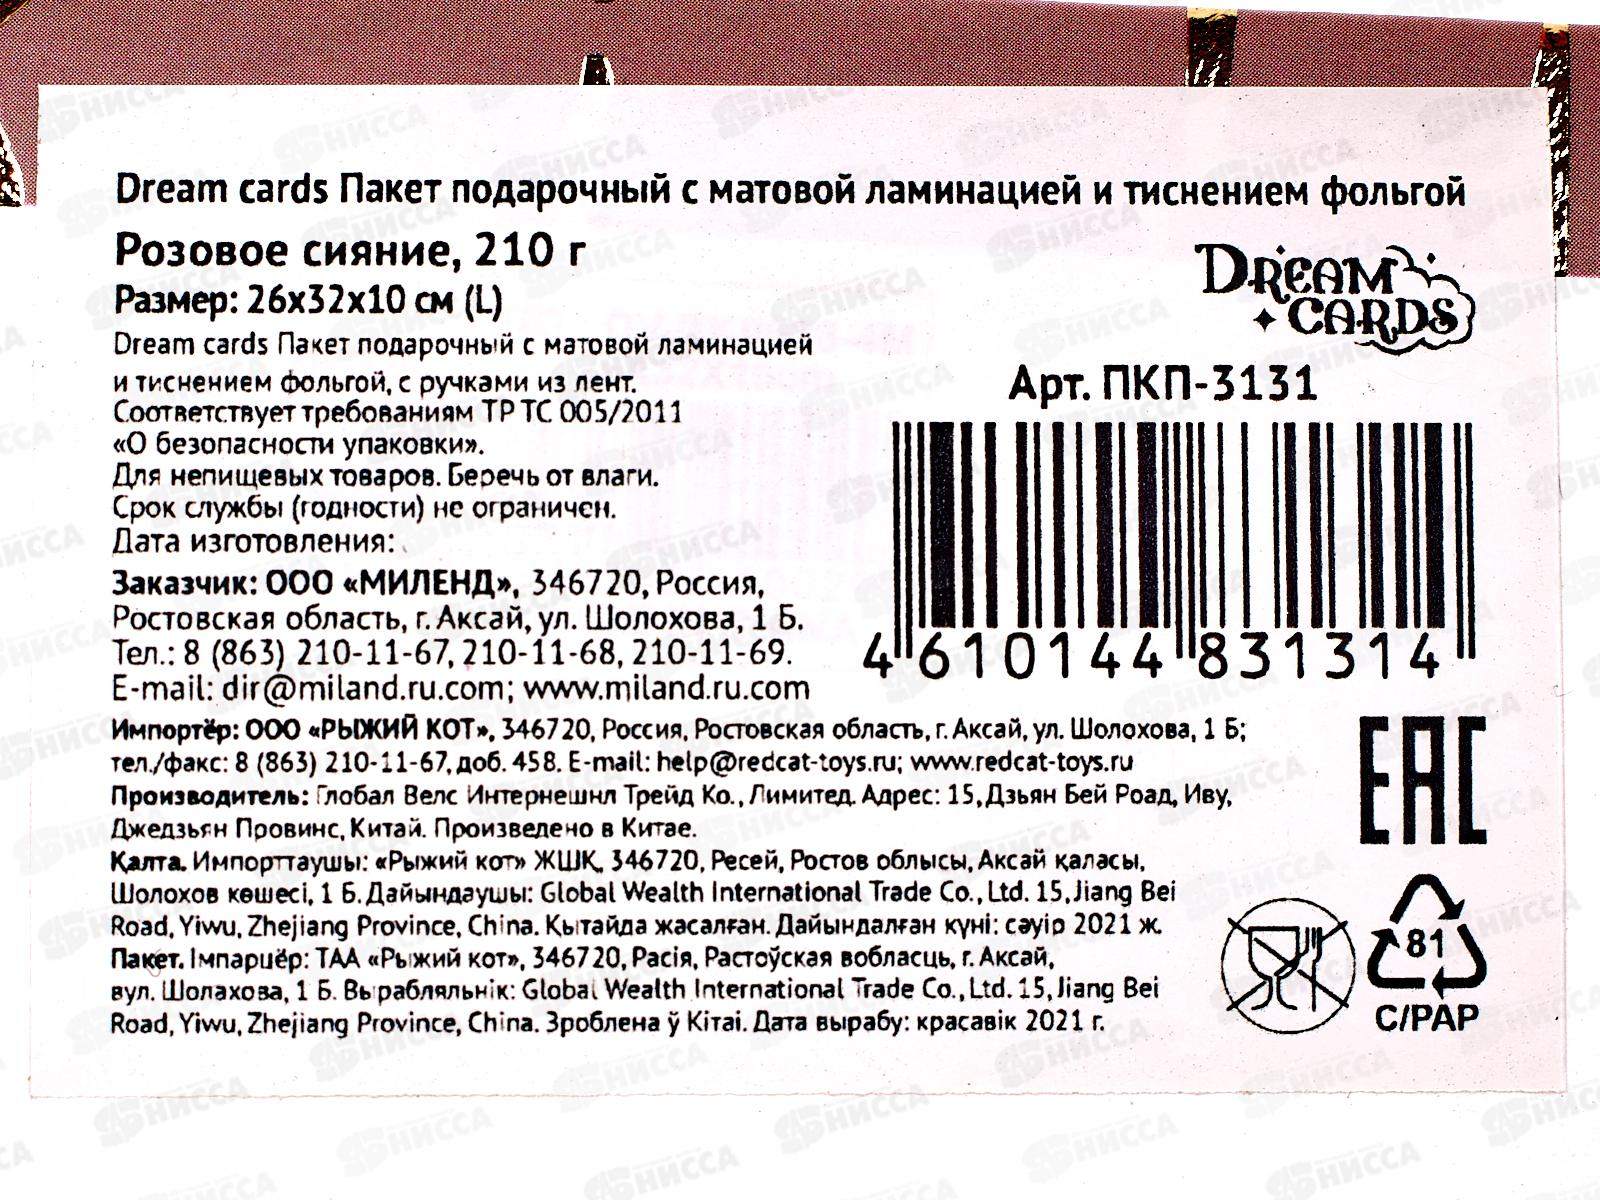 Dream cards Пакет подарочный с матовой ламинацией и тиснением фольгой
Розовое сияние, 210 г
Размер: 26х32х10 см (L)
Dream cards Пакет подарочный с матовой ламинацией
и тиснением фольгой, с ручками из лент.
Соответствует требованиям ТР ТС 005/2011
«О безопасности упаковки».
Для непищевых товаров. Беречь от влаги.
Срок службы (годности) не ограничен.
Дата изготовления:
Заказчик: ООО «МИЛЕНД», 346720, Россия,
Ростовская область, г. Аксай, ул. Шолохова, 1 Б.
Тел.: 8 (863) 210-11-67, 210-11-68, 210-11-69.
E-mail: dir@miland.ru.com; www.miland.ru.com
DREAM
CARDS
Арт. ПКП-3131
4 610144 831314
Импортёр: ООО «РЫЖИЙ КОТ», 346720, Россия, Ростовская область, г. Аксай, ул. Шолохова, 1 Б;
тел./факс: 8 (863) 210-11-67, доб. 458. E-mail: help@redcat-toys.ru; www.redcat-toys.ru
Производитель: Глобал Велс Интернешнл Трейд Ко., Лимитед. Адрес: 15, Дзьян Бей Роад, Иву,
Джедзьян Провинс, Китай. Произведено в Китае.
Қалта. Импорттаушы: «Рыжий кот» ЖШҚ, 346720, Ресей, Ростов облысы, Аксай қаласы,
Шолохов көшесі, 1 Б. Дайындаушы: Global Wealth International Trade Co., Ltd. 15, Jiang Bei
Road, Yiwu, Zhejiang Province, China. Қытайда жасалған. Дайындалған күні: сәуір 2021 ж.
Пакет. Імпарцёр: ТАА «Рыжий кот», 346720, Расія, Растоўская вобласць, г. Аксай,
вул. Шолахова, 1 Б. Вырабляльнік: Global Wealth International Trade Co., Ltd. 15, Jiang Bei
Road, Yiwu, Zhejiang Province, China. Зроблена ў Кітаі. Дата вырабу: красавік 2021 г.
EAC
81
C/PAP
НИССА